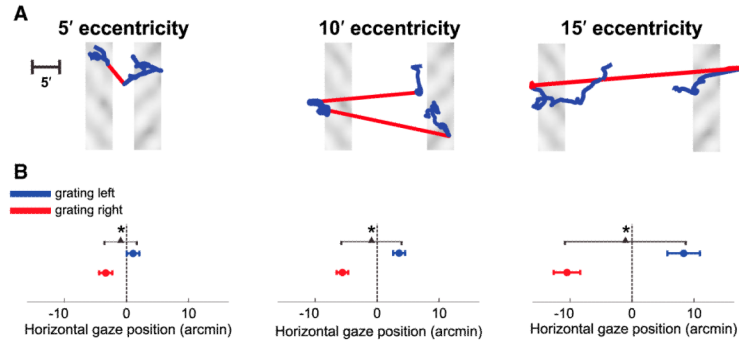 A
5′ eccentricity
10′ eccentricity
15′ eccentricity
5′
B
grating left
grating right
* * *
-10 0 10
-10 0 10
-10 0 10
Horizontal gaze position (arcmin)
Horizontal gaze position (arcmin)
Horizontal gaze position (arcmin)